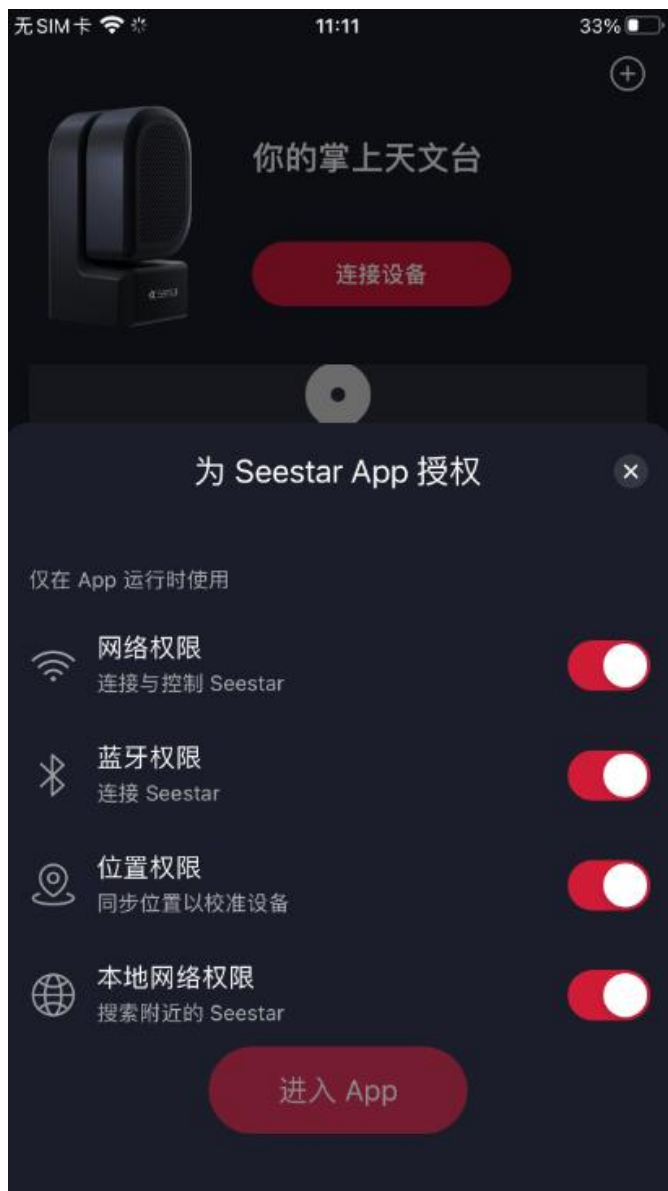 无 SIM 卡
11:11
33%
你的掌上天文台
连接设备
为 Seestar App 授权
仅在 App 运行时使用
网络权限
连接与控制 Seestar
蓝牙权限
连接 Seestar
位置权限
同步位置以校准设备
本地网络权限
搜索附近的 Seestar
进入 App